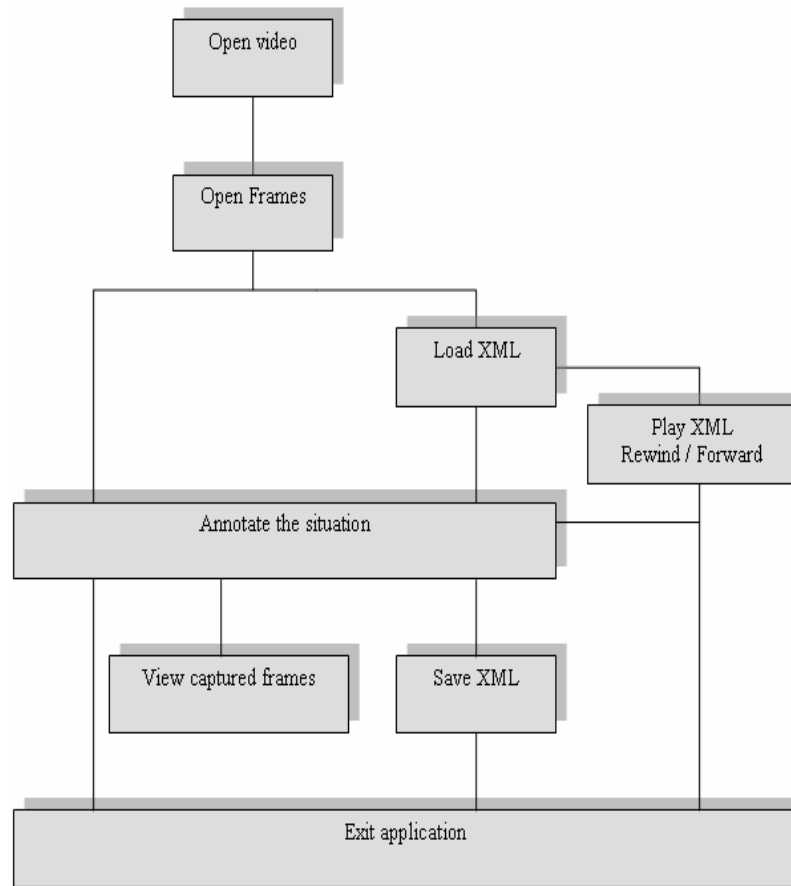 Open video
Open Frames
Load XML
Play XML
Rewind / Forward
Annotate the situation
View captured frames
Save XML
Exit application